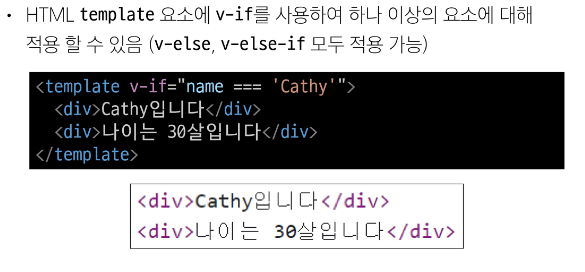 • HTML template 요소에 v-if를 사용하여 하나 이상의 요소에 대해
적용 할 수 있음 (v-else, v-else-if 모두 적용 가능)
<template v-if="name === 'Cathy'">
  <div>Cathy입니다</div>
  <div>나이는 30살입니다</div>
</template>
<div>Cathy입니다</div>
<div>나이는 30살입니다</div>